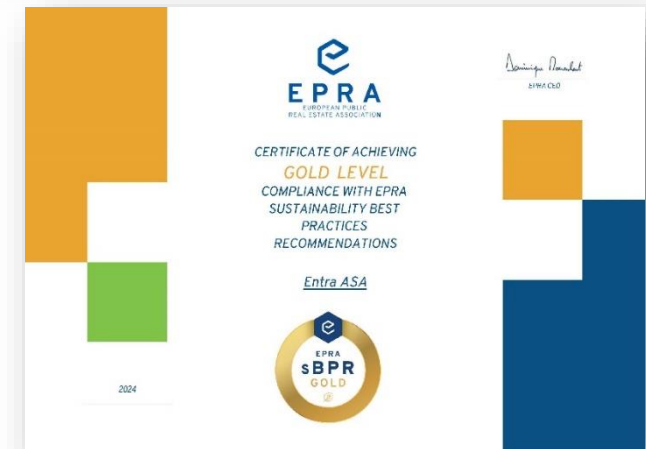 EPRA
EUROPEAN PUBLIC
REAL ESTATE ASSOCIATION
EPRA CEO
CERTIFICATE OF ACHIEVING
GOLD LEVEL
COMPLIANCE WITH EPRA
SUSTAINABILITY BEST
PRACTICES
RECOMMENDATIONS
Entra ASA
EPRA
sBPR
GOLD
2024